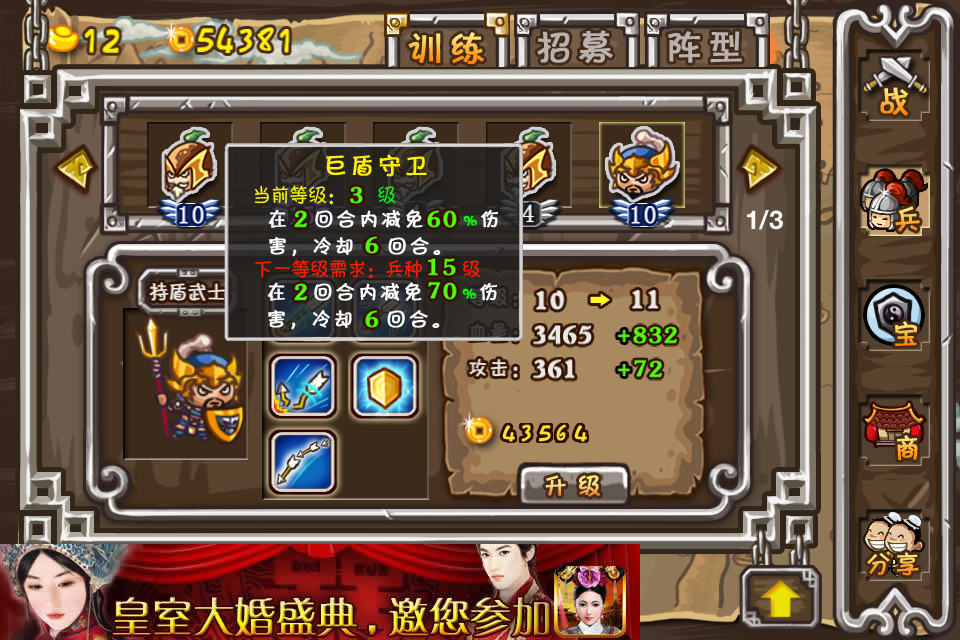 12
54381
训练
招募
阵型
战
10
4
10
1/3
兵
巨盾守卫
当前等级：3 级
在2回合内减免60%伤
害，冷却 6 回合。
下一等级需求：兵种15级
在2回合内减免70%伤
害，冷却 6 回合。
持盾武士
10 11
3465 +832
攻击：361 +72
43564
升级
宝
商
分享
皇室大婚盛典，邀您参加